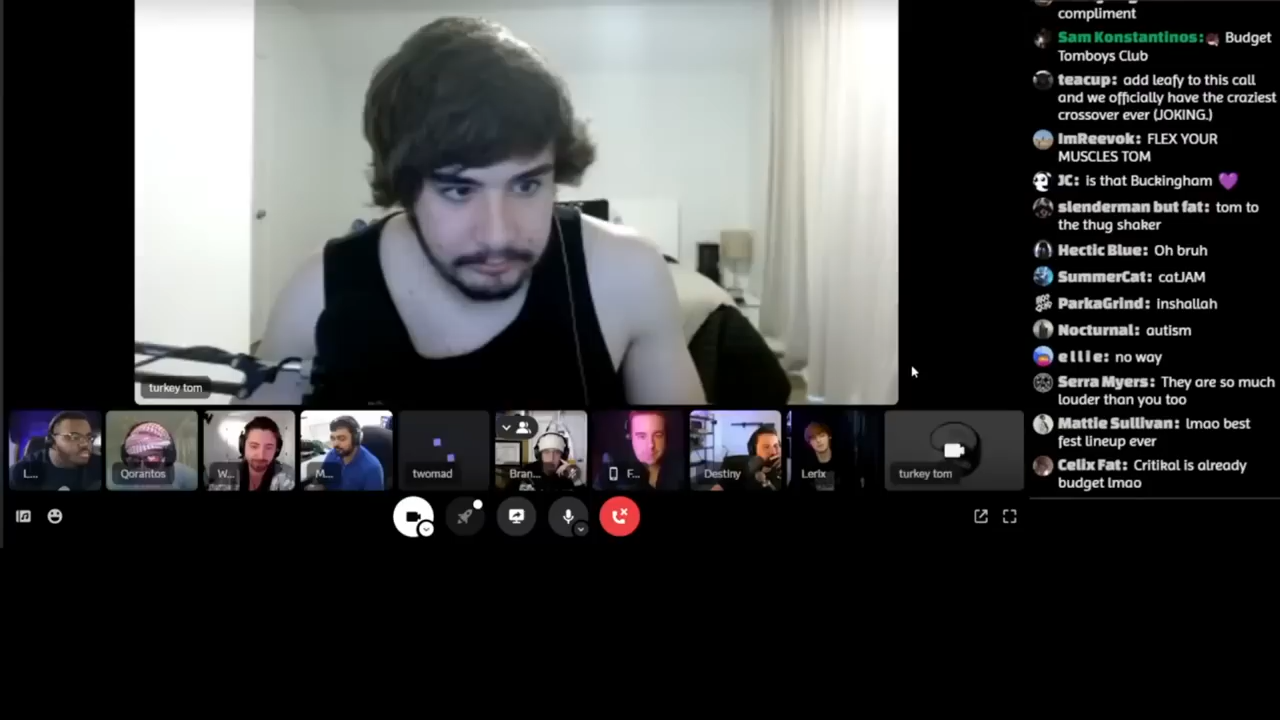 compliment
Sam Konstantinos: Budget
Tomboys Club
teacup: add leafy to this call
and we officially have the craziest
crossover ever (JOKING.)
ImReevok: FLEX YOUR
MUSCLES TOM
JC: is that Buckingham 💜
slenderman but fat: tom to
the thug shaker
Hectic Blue: Oh bruh
SummerCat: catJAM
ParkaGrind: inshallah
Nocturnal: autism
e l l i e: no way
Serra Myers: They are so much
louder than you too
Mattie Sullivan: lmao best
fest lineup ever
Celix Fat: Critikal is already
budget lmao
turkey tom
L...
Qorantos
W...
M...
twomad
Bran...
F...
Destiny
Lerix
turkey tom